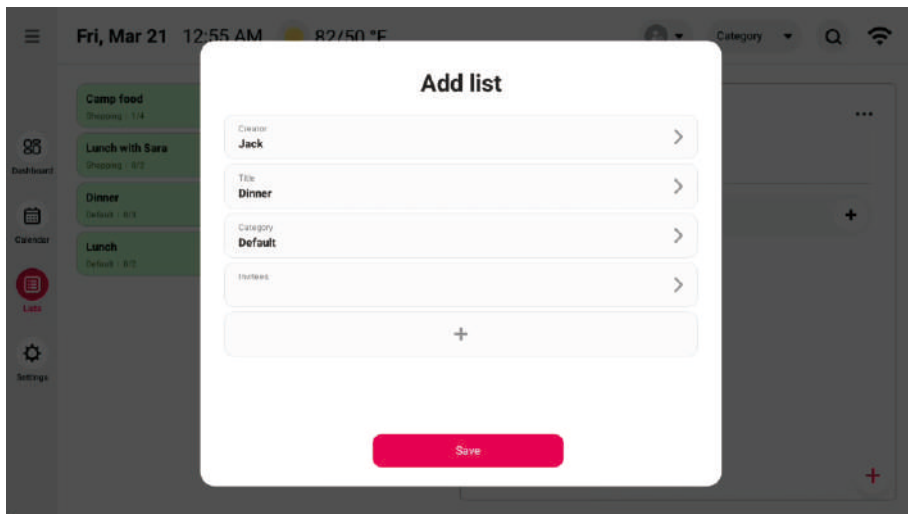 Fri, Mar 21 12:55 AM 82/50 °F
Category
Add list
Camp food
Shopping | 1/4
Lunch with Sara
Shopping | 0/2
Dinner
Default | 0/3
Lunch
Default | 0/2
Dashboard
Calendar
Lists
Settings
Creator
Jack
Title
Dinner
Category
Default
Invitees
Save